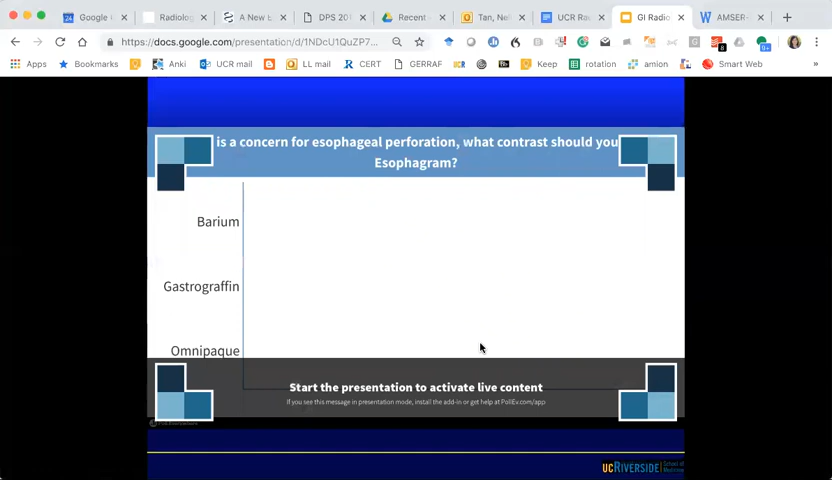 Google
Radiolog
A New E
DPS 201
Recent
Tan, Nel
UCR Rad
GI Radio
AMSER-
https://docs.google.com/presentation/d/1NDcU1QuZP7...
Apps
Bookmarks
Anki
UCR mail
LL mail
CERT
GERRAF
Keep
rotation
amion
Smart Web
is a concern for esophageal perforation, what contrast should you
Esophagram?
Barium
Gastrograffin
Omnipaque
Start the presentation to activate live content
If you see this message in presentation mode, install the add-in or get help at PollEv.com/app
UCRIVERSIDE School of Medicine